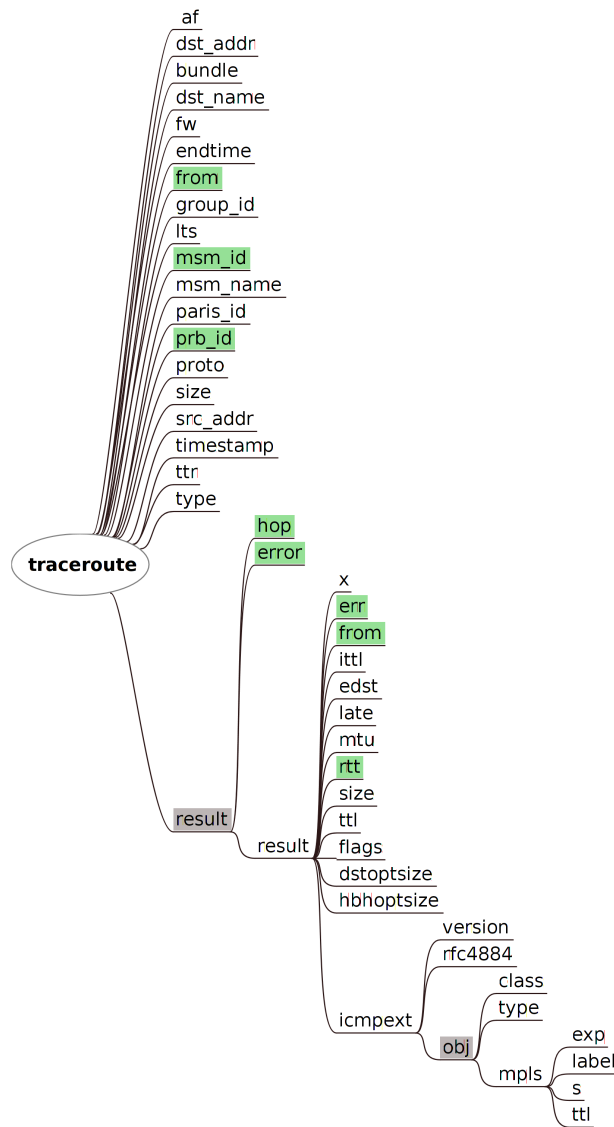 af
dst_addr
bundle
dst_name
fw
endtime
from
group_id
lts
msm_id
msm_name
paris_id
prb_id
proto
size
src_addr
timestamp
ttr
type
traceroute
hop
error
result
result
x
err
from
ittl
edst
late
mtu
rtt
size
ttl
flags
dstoptsize
hbhoptsize
icmpext
version
rfc4884
obj
class
type
mpls
exp
label
s
ttl